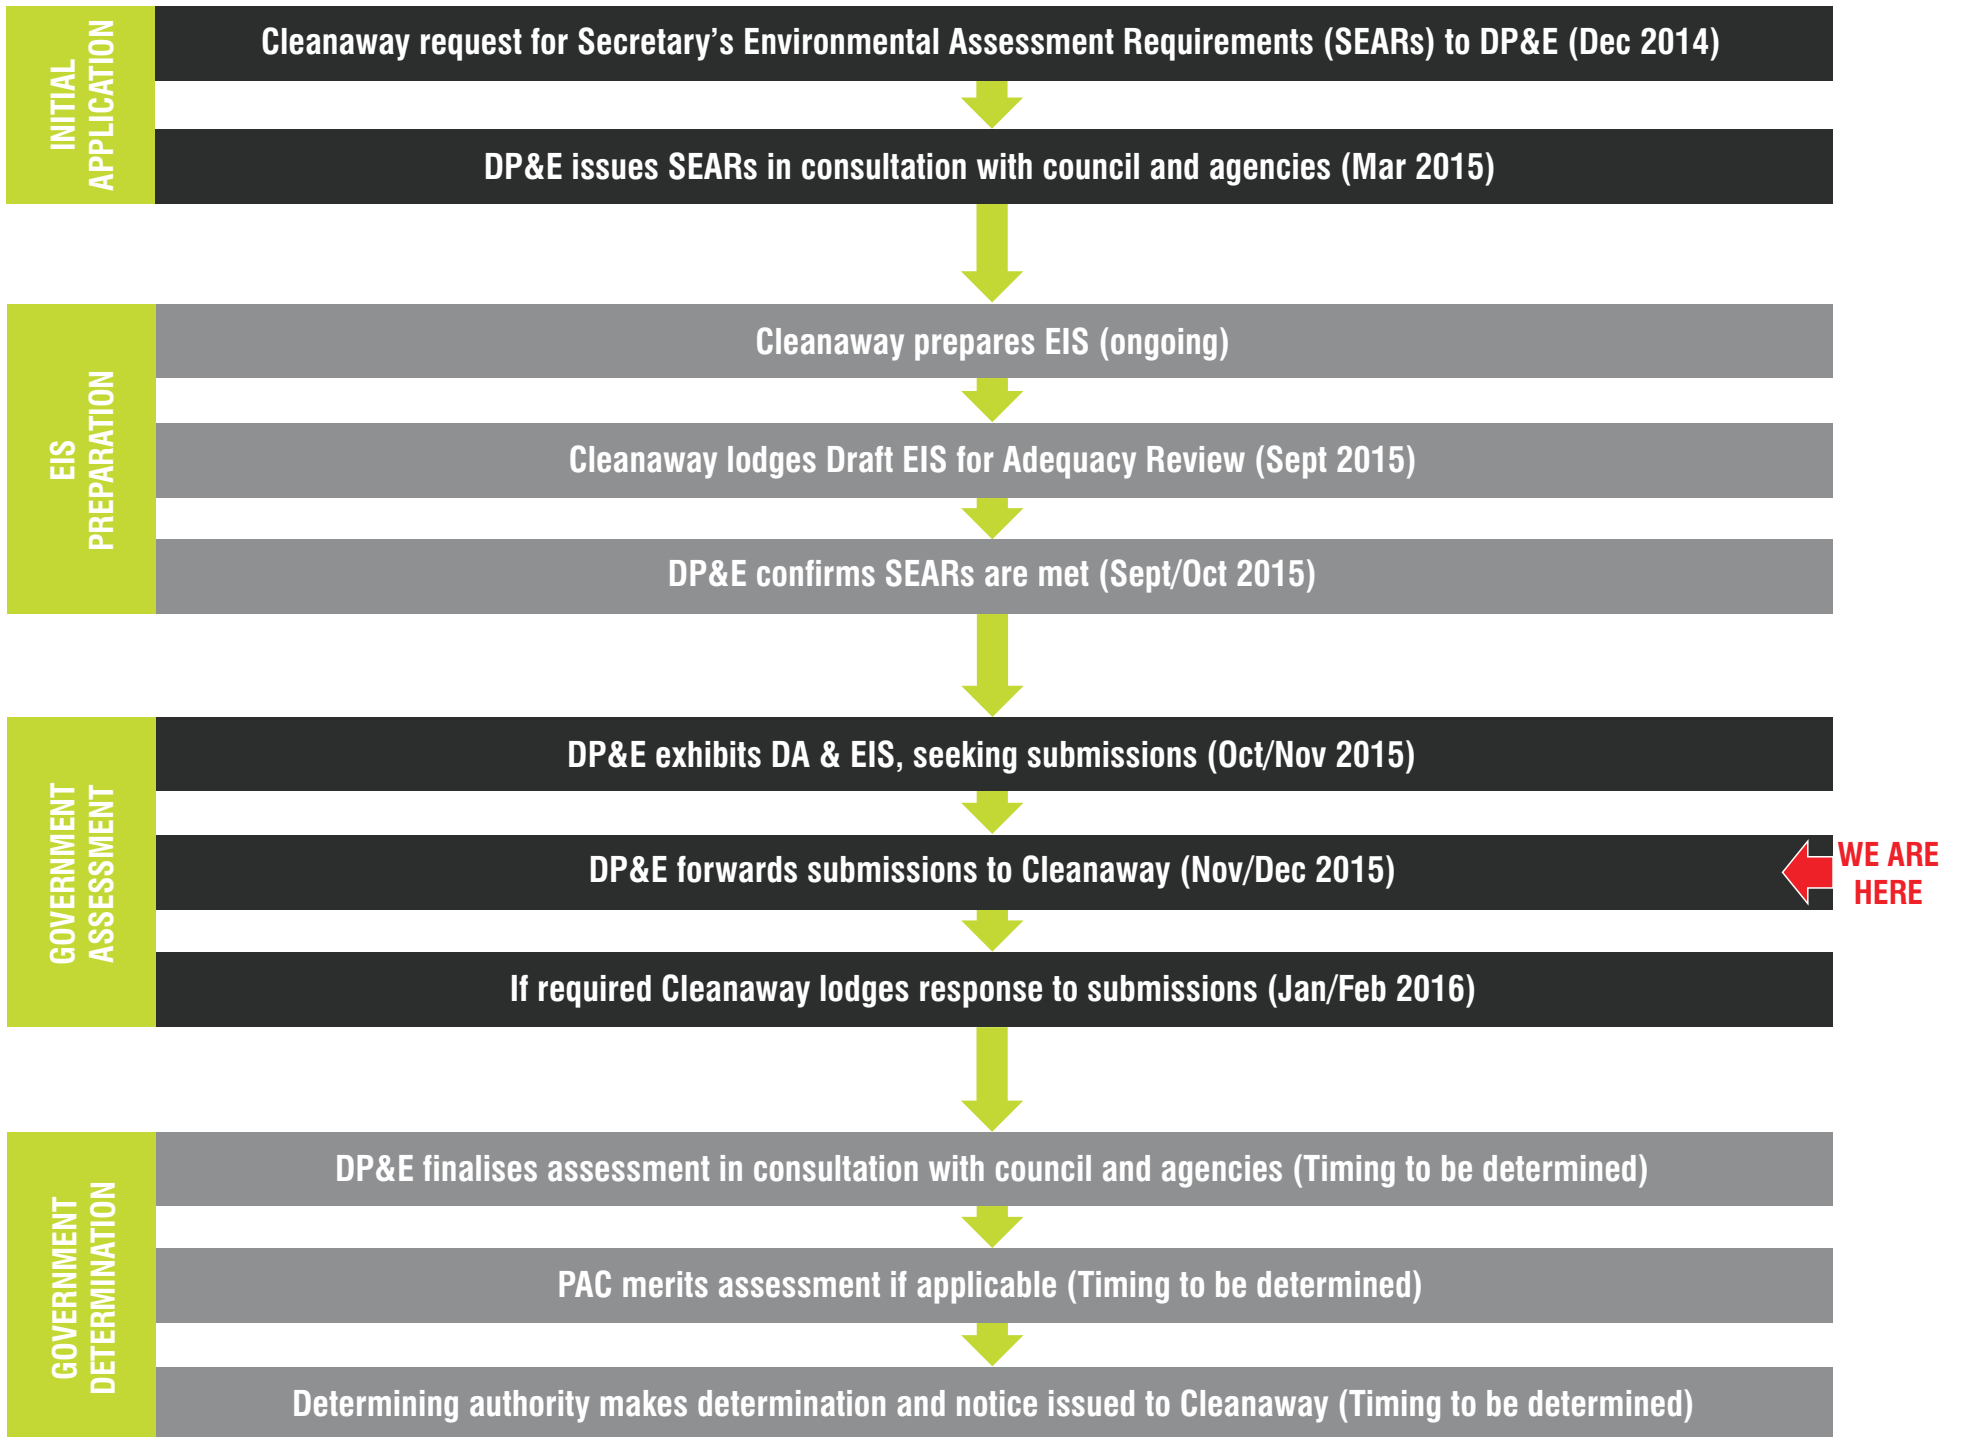 INITIAL
APPLICATION
Cleanaway request for Secretary’s Environmental Assessment Requirements (SEARs) to DP&E (Dec 2014)
DP&E issues SEARs in consultation with council and agencies (Mar 2015)
EIS
PREPARATION
Cleanaway prepares EIS (ongoing)
Cleanaway lodges Draft EIS for Adequacy Review (Sept 2015)
DP&E confirms SEARs are met (Sept/Oct 2015)
GOVERNMENT
ASSESSMENT
DP&E exhibits DA & EIS, seeking submissions (Oct/Nov 2015)
DP&E forwards submissions to Cleanaway (Nov/Dec 2015)
WE ARE
HERE
If required Cleanaway lodges response to submissions (Jan/Feb 2016)
GOVERNMENT
DETERMINATION
DP&E finalises assessment in consultation with council and agencies (Timing to be determined)
PAC merits assessment if applicable (Timing to be determined)
Determining authority makes determination and notice issued to Cleanaway (Timing to be determined)